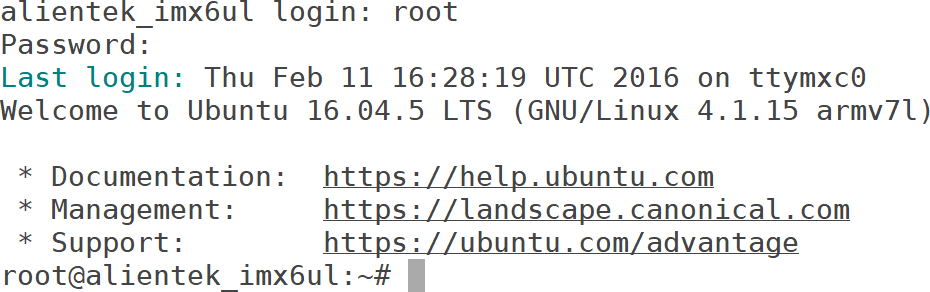 alientek_imx6ul login: root
Password:
Last login: Thu Feb 11 16:28:19 UTC 2016 on ttymxc0
Welcome to Ubuntu 16.04.5 LTS (GNU/Linux 4.1.15 armv7l)
* Documentation:  https://help.ubuntu.com
* Management:     https://landscape.canonical.com
* Support:        https://ubuntu.com/advantage
root@alientek_imx6ul:~#